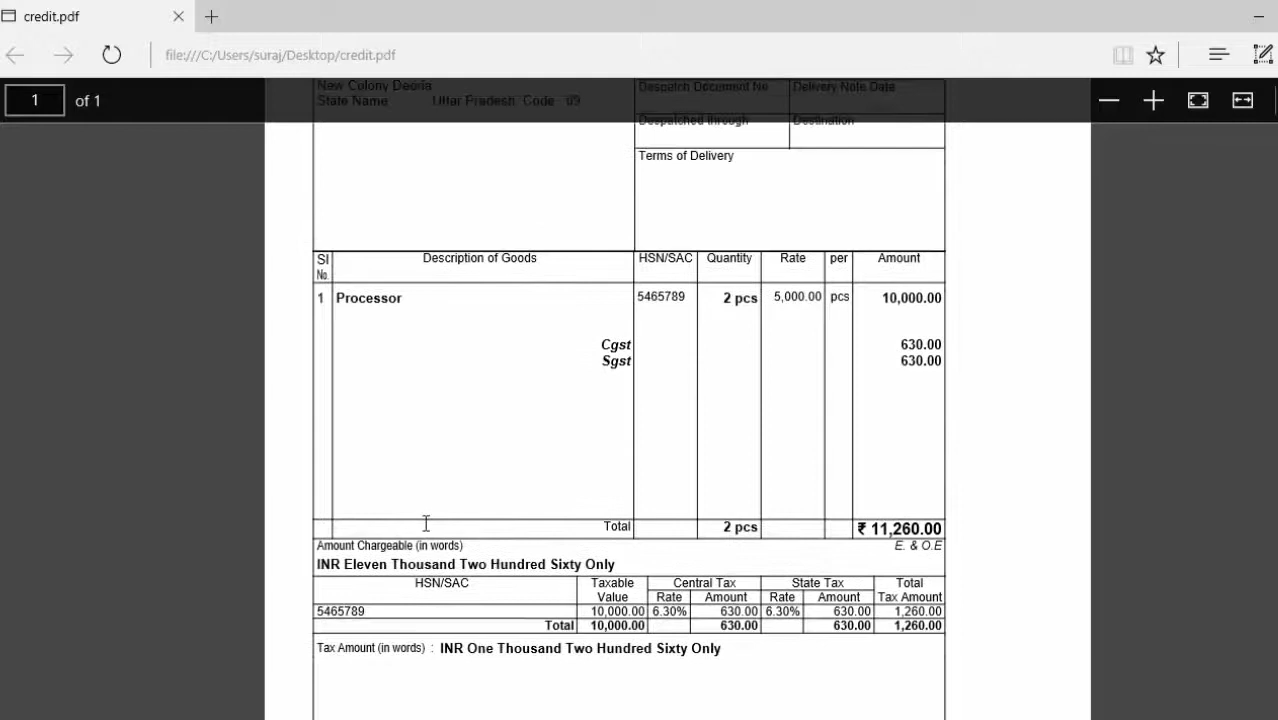 credit.pdf
file:///C:/Users/suraj/Desktop/credit.pdf
1 of 1
New Colony Deoria
State Name Uttar Pradesh, Code 09
Despatch Document No Delivery Note Date
Despatched through Destination
Terms of Delivery
Sl No. Description of Goods HSN/SAC Quantity Rate per Amount
1 Processor 5465789 2 pcs 5,000.00 pcs 10,000.00
Cgst 630.00
Sgst 630.00
Total 2 pcs ₹ 11,260.00
Amount Chargeable (in words) E. & O.E
INR Eleven Thousand Two Hundred Sixty Only
HSN/SAC Taxable Central Tax State Tax Total
Value Rate Amount Rate Amount Tax Amount
5465789 10,000.00 6.30% 630.00 6.30% 630.00 1,260.00
Total 10,000.00 630.00 630.00 1,260.00
Tax Amount (in words) : INR One Thousand Two Hundred Sixty Only